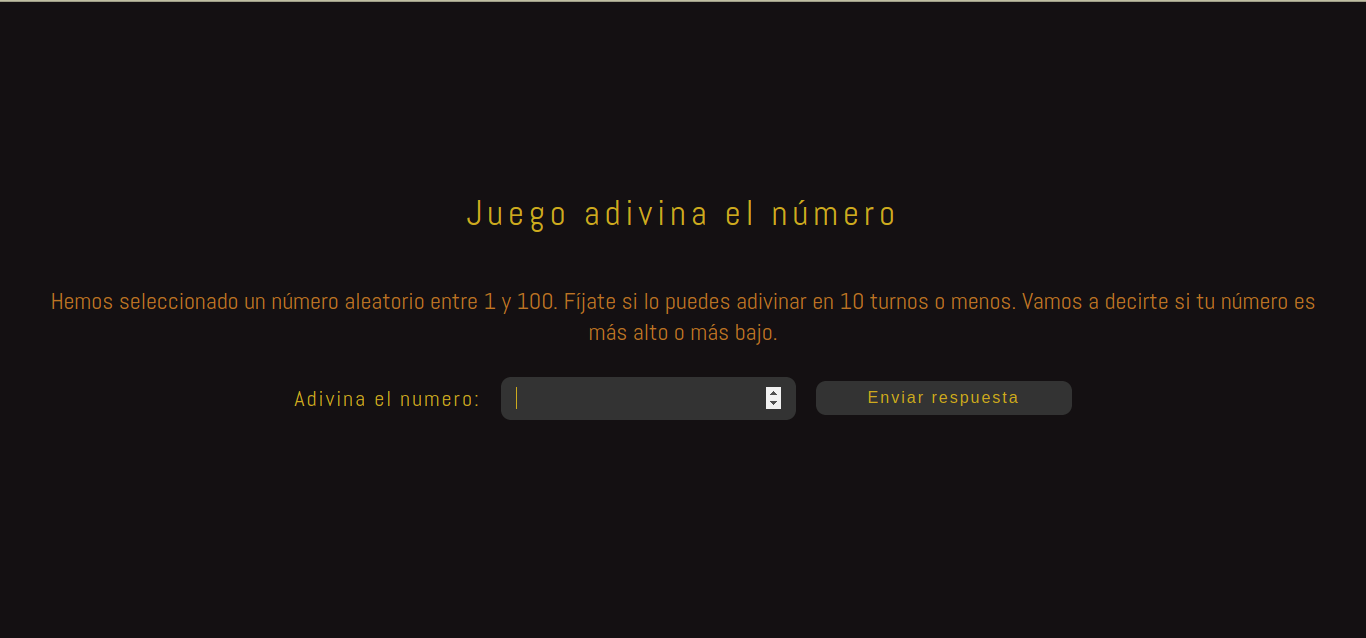 Juego adivina el número
Hemos seleccionado un número aleatorio entre 1 y 100. Fíjate si lo puedes adivinar en 10 turnos o menos. Vamos a decirte si tu número es
más alto o más bajo.
Adivina el numero: Enviar respuesta